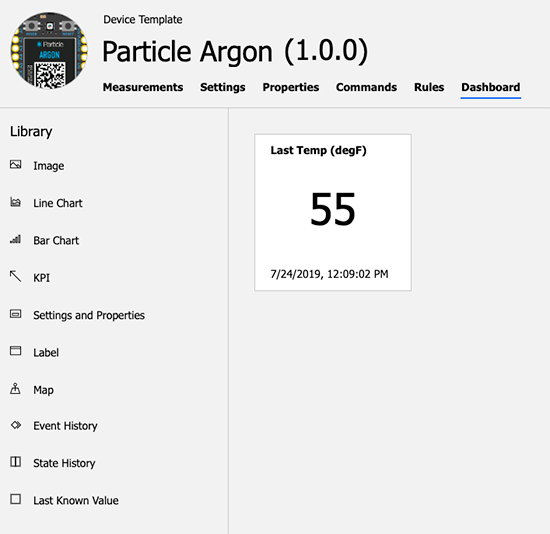 Particle
ARGON
Device Template
Particle Argon (1.0.0)
Measurements Settings Properties Commands Rules Dashboard
Library
Image
Line Chart
Bar Chart
KPI
Settings and Properties
Label
Map
Event History
State History
Last Known Value
Last Temp (degF)
55
7/24/2019, 12:09:02 PM